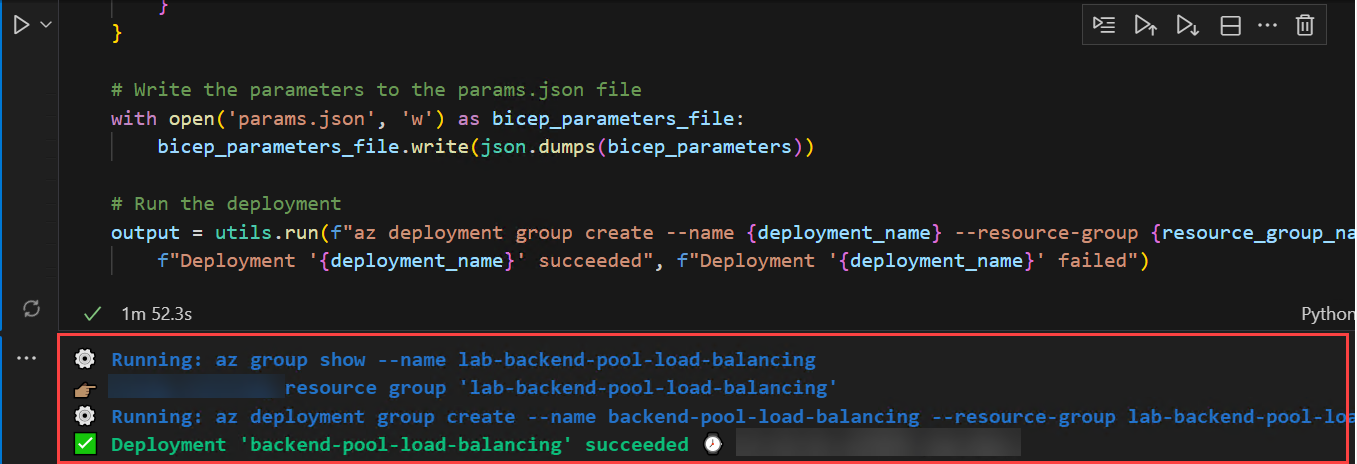 }
}
# Write the parameters to the params.json file
with open('params.json', 'w') as bicep_parameters_file:
bicep_parameters_file.write(json.dumps(bicep_parameters))
# Run the deployment
output = utils.run(f"az deployment group create --name {deployment_name} --resource-group {resource_group_na
f"Deployment '{deployment_name}' succeeded", f"Deployment '{deployment_name}' failed")
1m 52.3s
Python
Running: az group show --name lab-backend-pool-load-balancing
resource group 'lab-backend-pool-load-balancing'
Running: az deployment group create --name backend-pool-load-balancing --resource-group lab-backend-pool-loa
Deployment 'backend-pool-load-balancing' succeeded